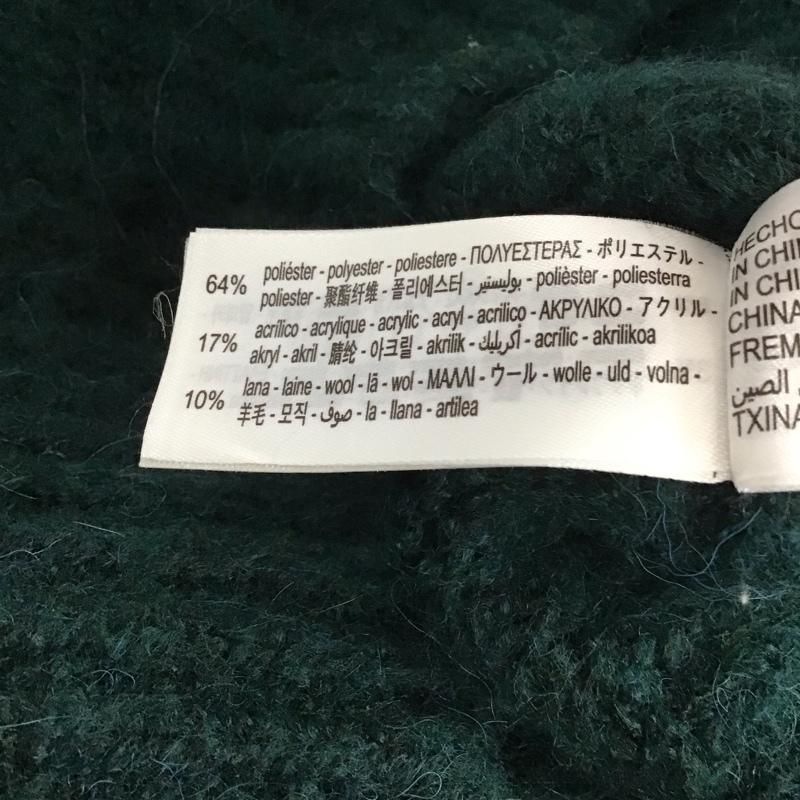 64% poliéster - polyester - poliestere - ΠΟΛΥΕΣΤΕΡΑΣ - ポリエステル -
poliester - 聚酯纤维 - 폴리에스터 - بوليستير - polièster - poliesterra
17% acrílico - acrylique - acrylic - acryl - acrilico - ΑΚΡΥΛΙΚΟ - アクリル -
akryl - akril - 腈纶 - 아크릴 - akrilik - أكريليك - acrílic - akrilikoa
10% lana - laine - wool - lã - wol - ΜΑΛΛΙ - ウール - wolle - uld - volna -
羊毛 - 모직 - صوف - la - llana - artilea
HECHO
IN CHI
IN CHI
CHINA
FREM
الصين
TXINA